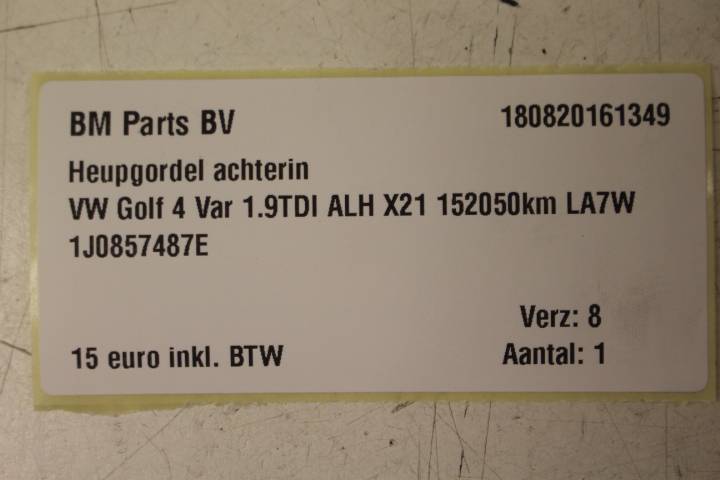 BM Parts BV 180820161349
Heupgordel achterin
VW Golf 4 Var 1.9TDI ALH X21 152050km LA7W
1J0857487E
Verz: 8
15 euro inkl. BTW Aantal: 1